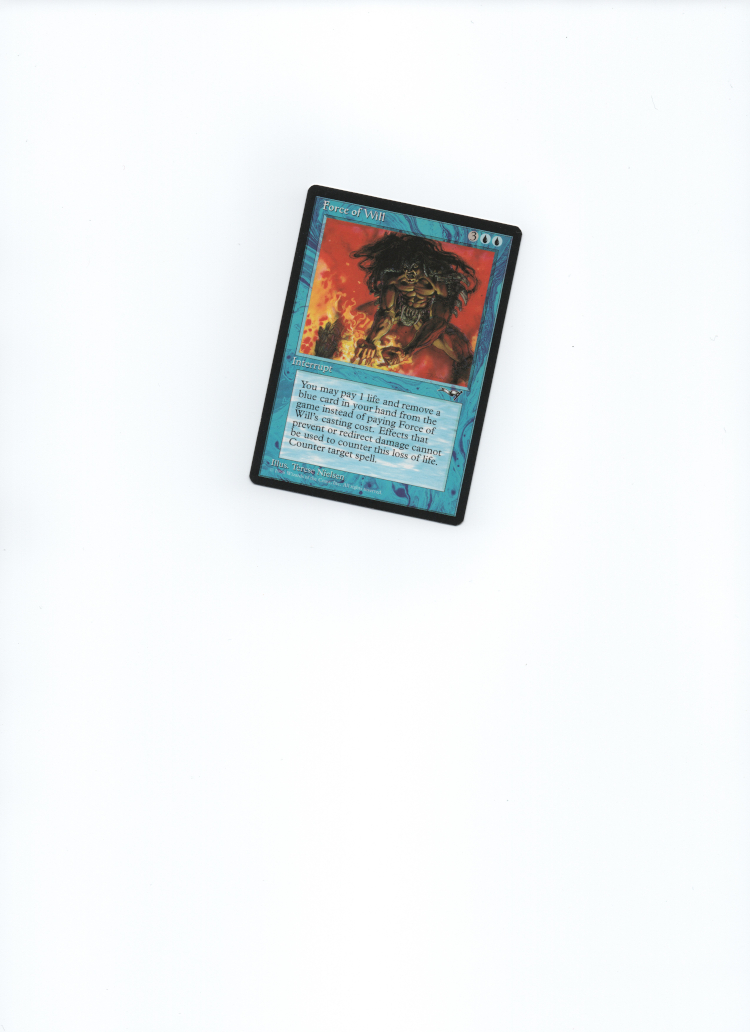 Force of Will
3
Interrupt
You may pay 1 life and remove a
blue card in your hand from the
game instead of paying Force of
Will's casting cost. Effects that
prevent or redirect damage cannot
be used to counter this loss of life.
Counter target spell.
Illus. Terese Nielsen